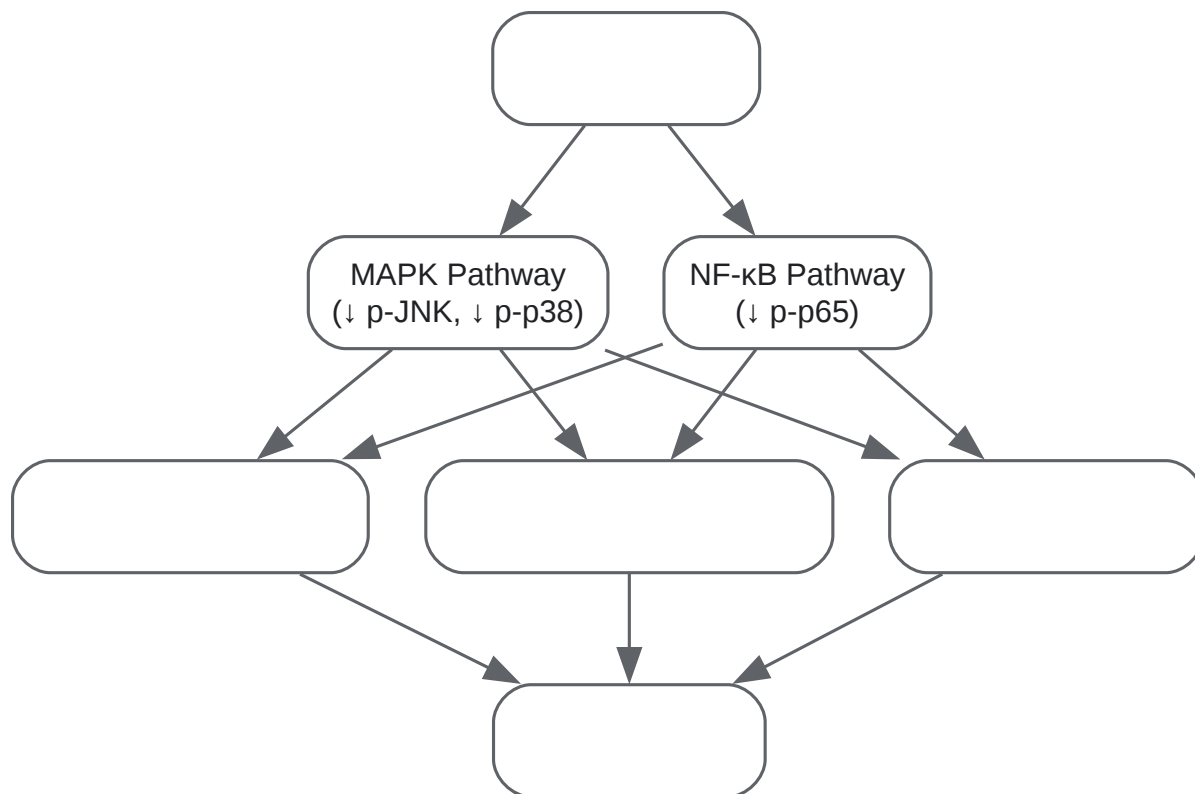 MAPK Pathway
(↓ p-JNK, ↓ p-p38)
NF-κB Pathway
(↓ p-p65)